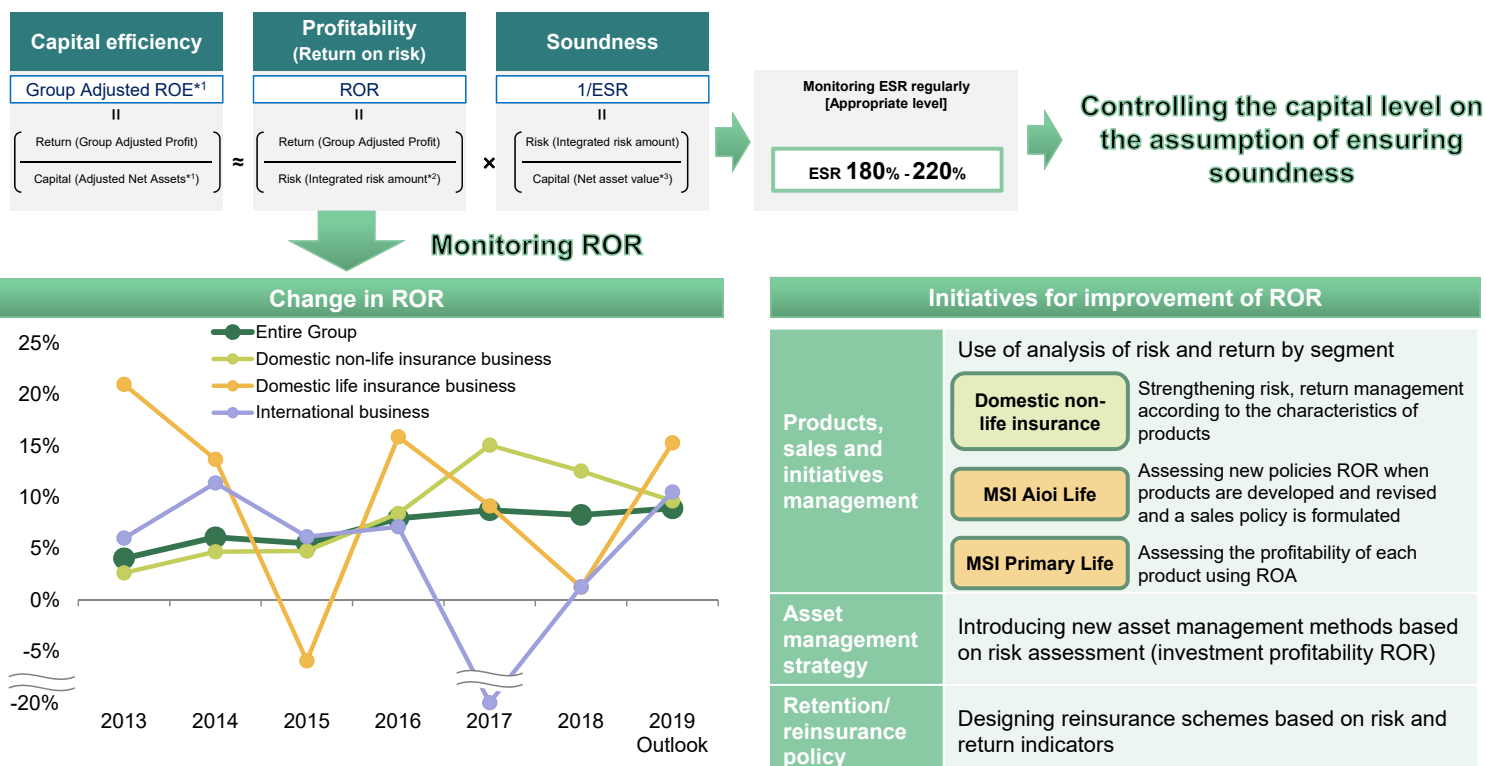 Capital efficiency
Group Adjusted ROE*1
=
Return (Group Adjusted Profit)
Capital (Adjusted Net Assets*1)
≈
Profitability
(Return on risk)
ROR
=
Return (Group Adjusted Profit)
Risk (Integrated risk amount*2)
×
Soundness
1/ESR
=
Risk (Integrated risk amount)
Capital (Net asset value*3)
Monitoring ESR regularly
[Appropriate level]
ESR 180% - 220%
Controlling the capital level on
the assumption of ensuring
soundness
Monitoring ROR
Change in ROR
Entire Group
Domestic non-life insurance business
Domestic life insurance business
International business
25%
20%
15%
10%
5%
0%
-5%
-20%
2013
2014
2015
2016
2017
2018
2019
Outlook
Initiatives for improvement of ROR
Products,
sales and
initiatives
management
Use of analysis of risk and return by segment
Domestic non-
life insurance
Strengthening risk, return management
according to the characteristics of
products
MSI Aioi Life
Assessing new policies ROR when
products are developed and revised
and a sales policy is formulated
MSI Primary Life
Assessing the profitability of each
product using ROA
Asset
management
strategy
Introducing new asset management methods based
on risk assessment (investment profitability ROR)
Retention/
reinsurance
policy
Designing reinsurance schemes based on risk and
return indicators